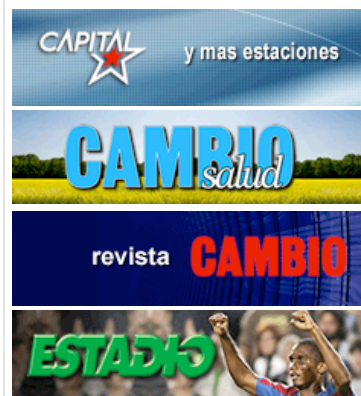 CAPITAL
y mas estaciones
CAMBIO
salud
revista CAMBIO
ESTADIO